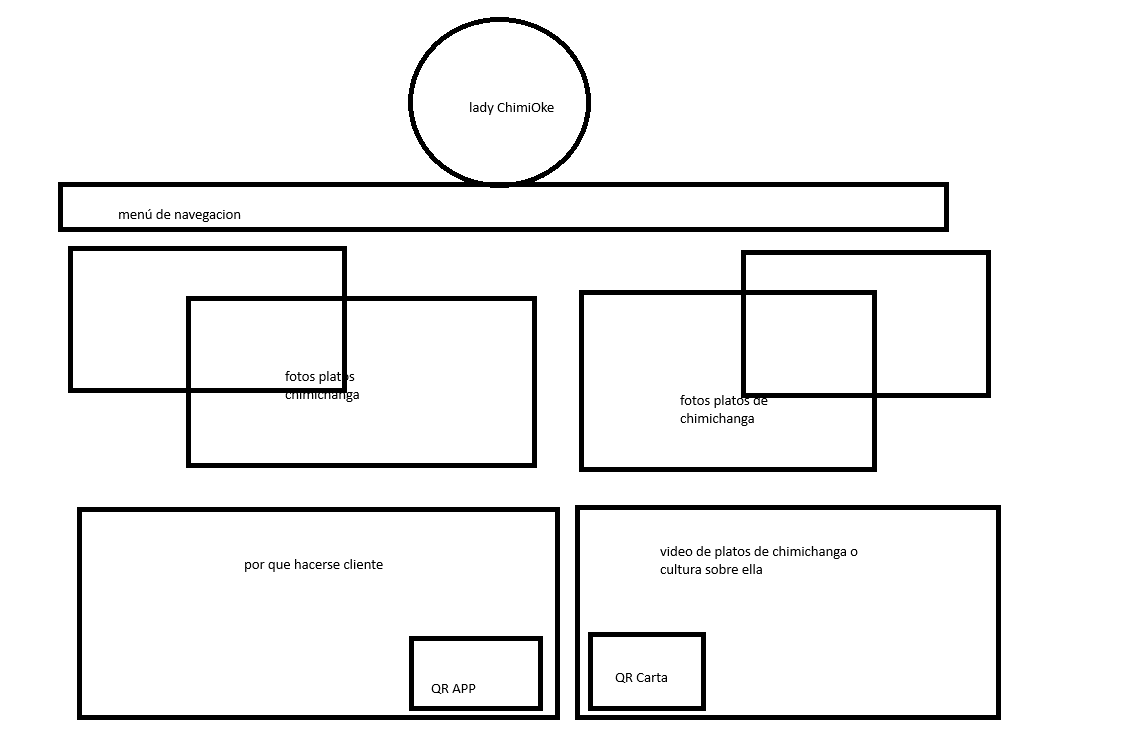 lady ChimiOke
menú de navegacion
fotos platos
chimichanga
fotos platos de
chimichanga
por que hacerse cliente
QR APP
video de platos de chimichanga o
cultura sobre ella
QR Carta